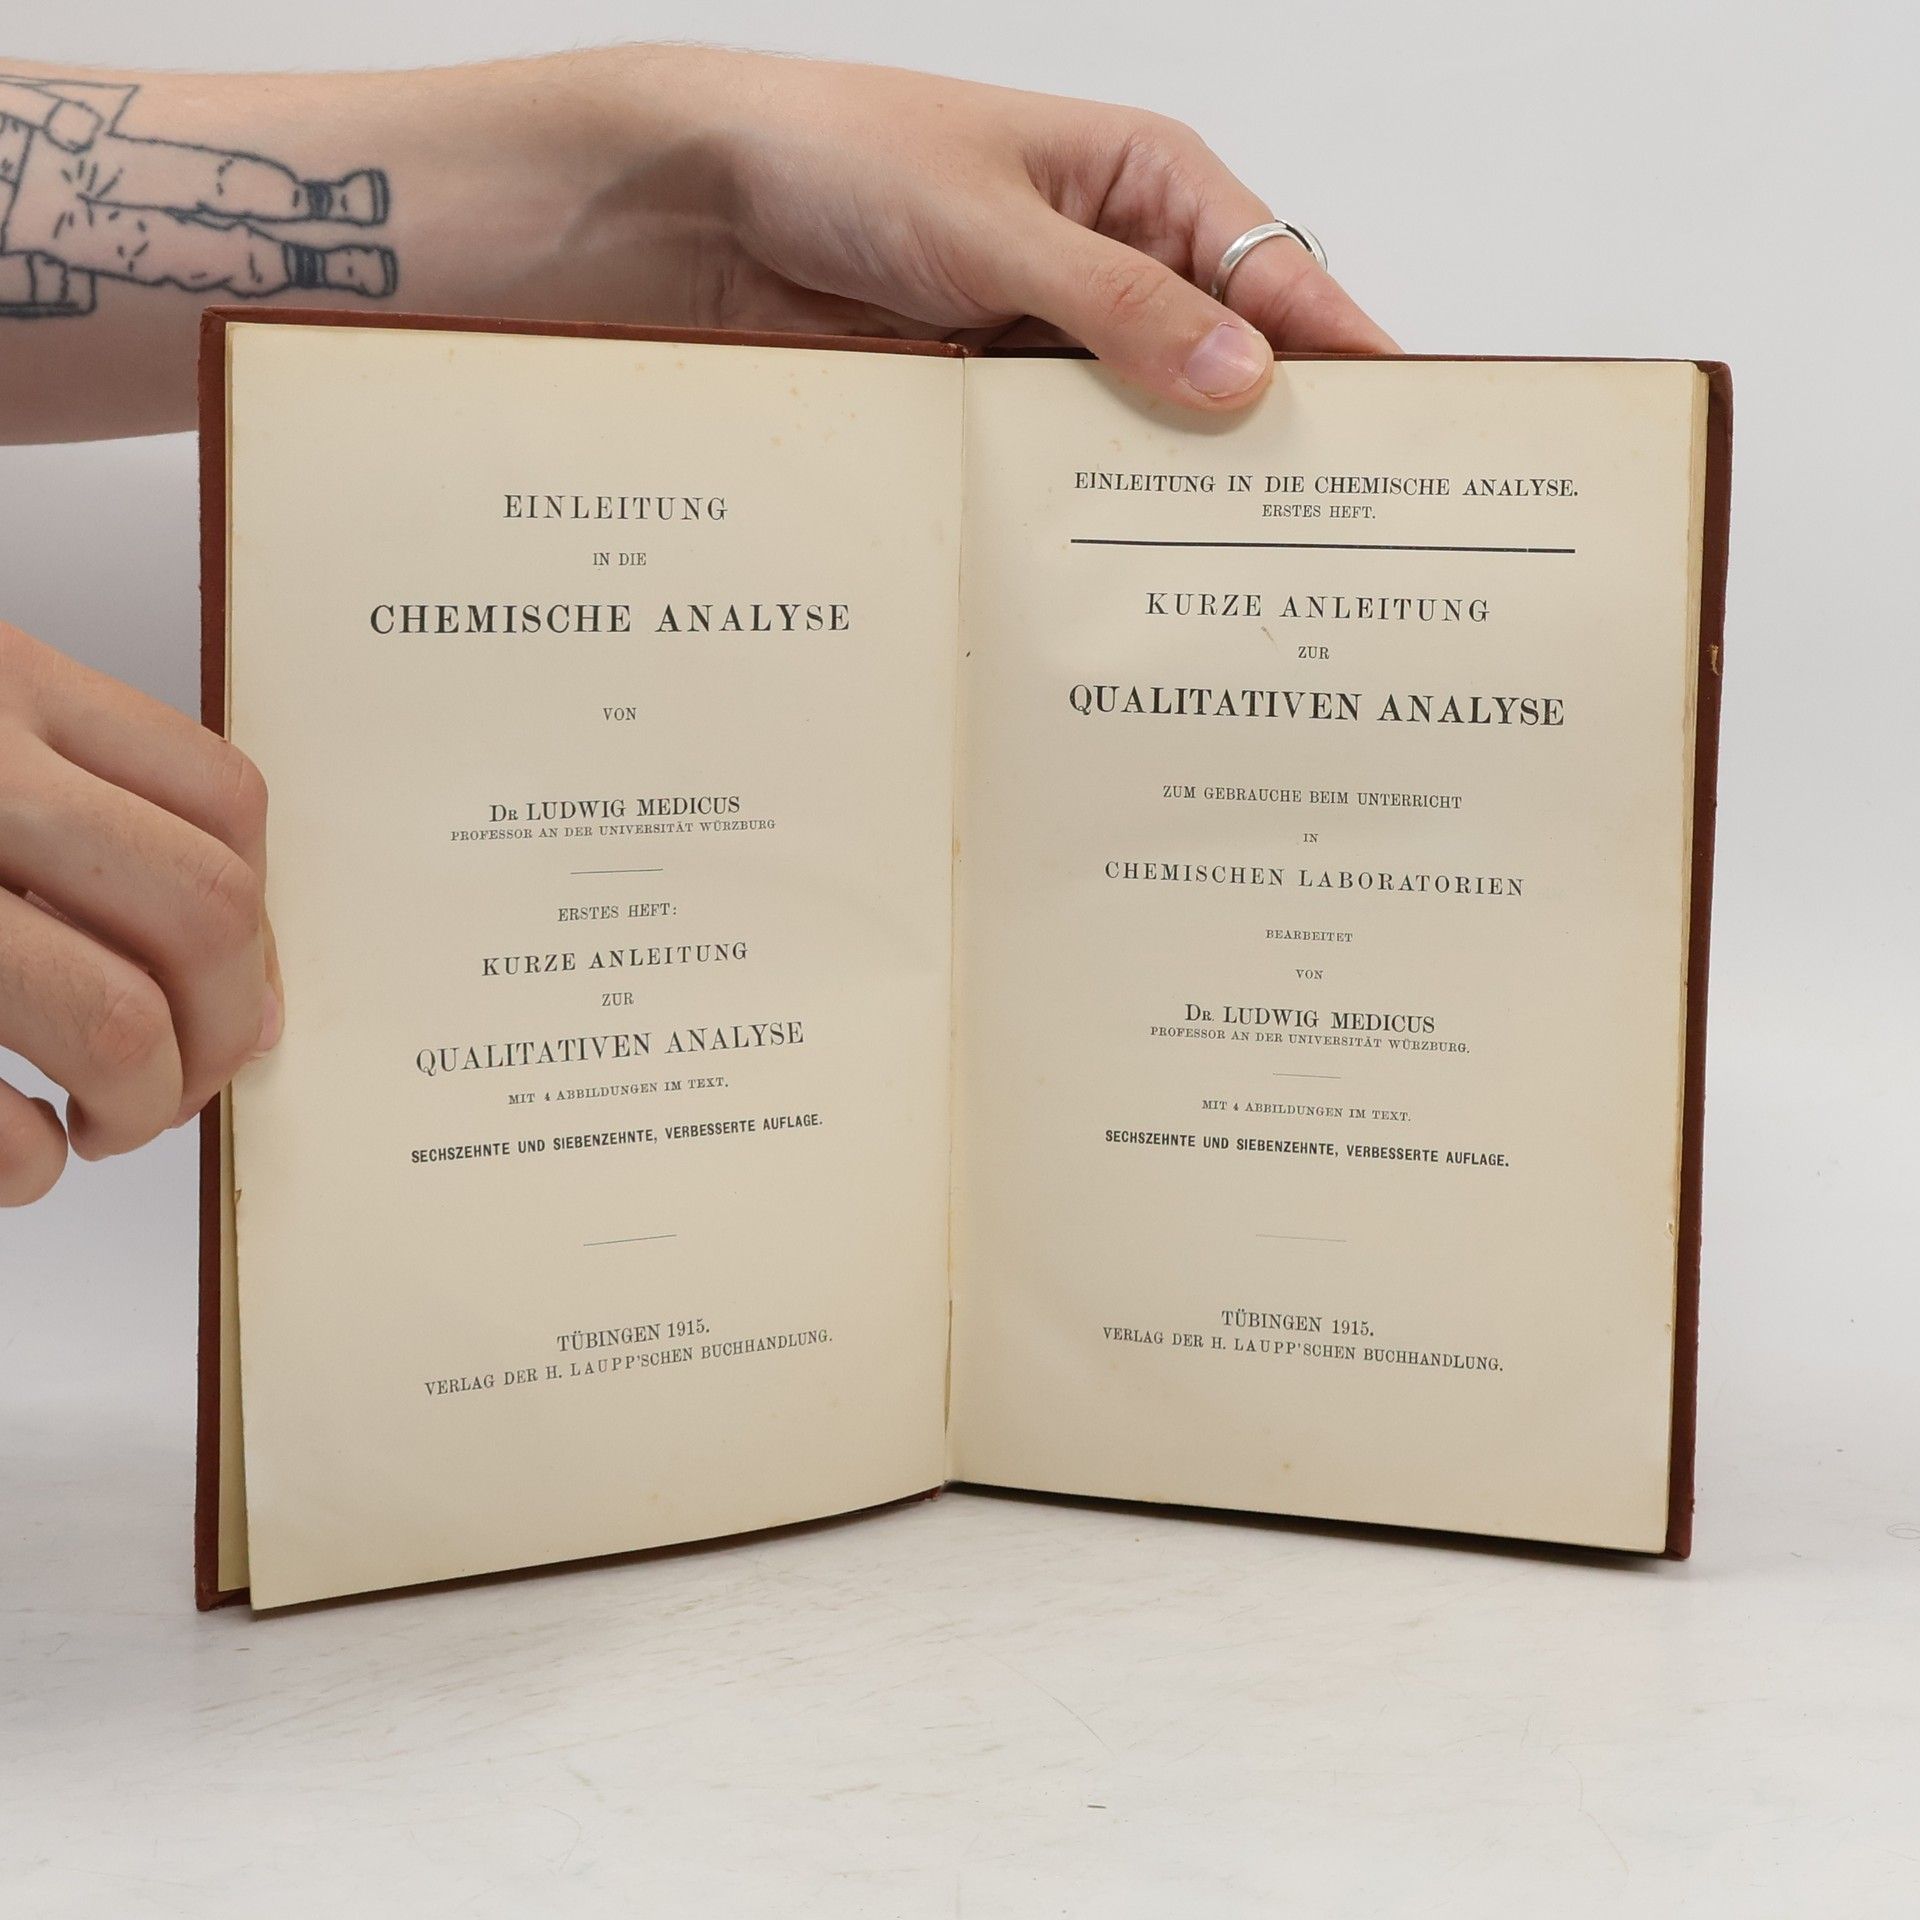 EINLEITUNG
IN DIE
CHEMISCHE ANALYSE
VON
DR LUDWIG MEDICUS
PROFESSOR AN DER UNIVERSITÄT WÜRZBURG
ERSTES HEFT:
KURZE ANLEITUNG
ZUR
QUALITATIVEN ANALYSE
MIT 4 ABBILDUNGEN IM TEXT.
SECHSZEHNTE UND SIEBENZEHNTE, VERBESSERTE AUFLAGE.
TÜBINGEN 1915.
VERLAG DER H. LAUPP'SCHEN BUCHHANDLUNG.
EINLEITUNG IN DIE CHEMISCHE ANALYSE.
ERSTES HEFT.
KURZE ANLEITUNG
ZUR
QUALITATIVEN ANALYSE
ZUM GEBRAUCHE BEIM UNTERRICHT
IN
CHEMISCHEN LABORATORIEN
BEARBEITET
VON
DR. LUDWIG MEDICUS
PROFESSOR AN DER UNIVERSITÄT WÜRZBURG.
MIT 4 ABBILDUNGEN IM TEXT.
SECHSZEHNTE UND SIEBENZEHNTE, VERBESSERTE AUFLAGE.
TÜBINGEN 1915.
VERLAG DER H. LAUPP'SCHEN BUCHHANDLUNG.